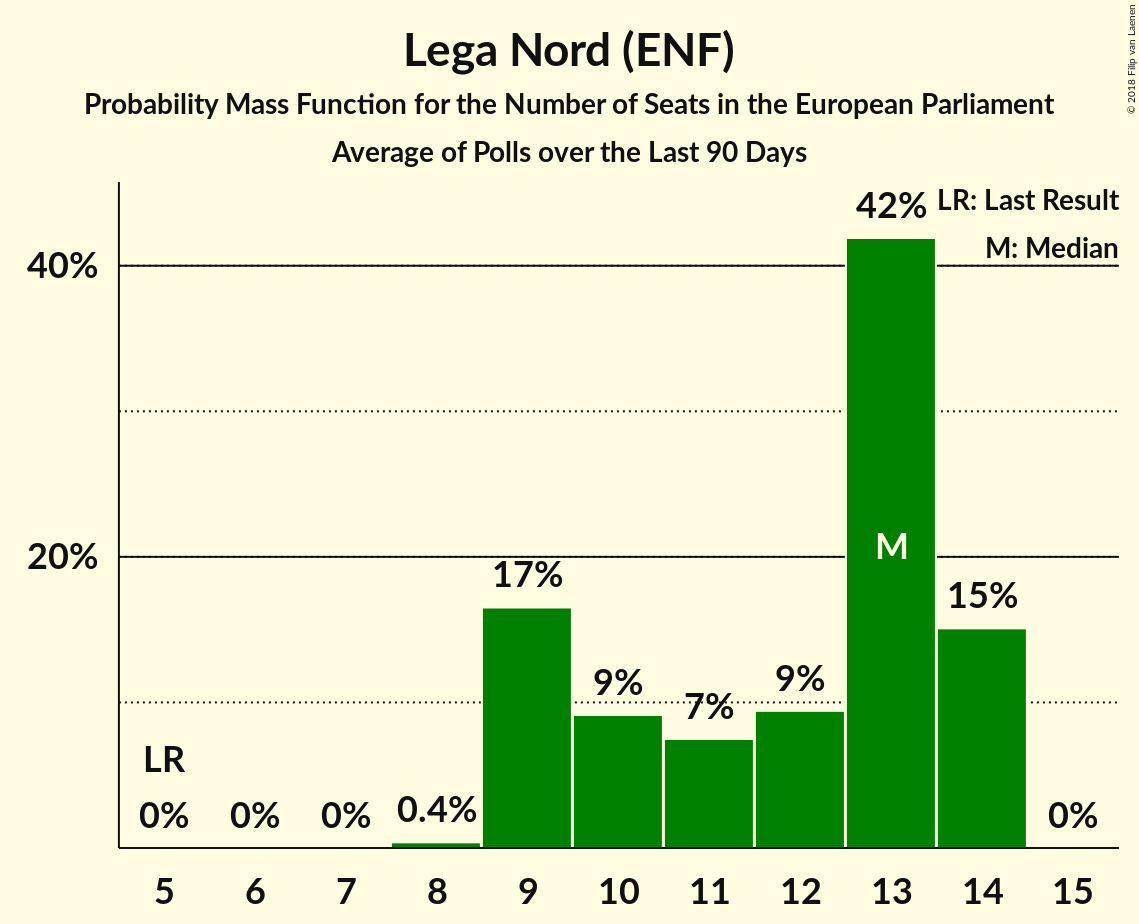 Lega Nord (ENF)
Probability Mass Function for the Number of Seats in the European Parliament
Average of Polls over the Last 90 Days
© 2018 Filip van Laenen
LR: Last Result
M: Median
40%
20%
LR
0%
0%
0%
0.4%
17%
9%
7%
9%
42%
M
15%
0%
5 6 7 8 9 10 11 12 13 14 15